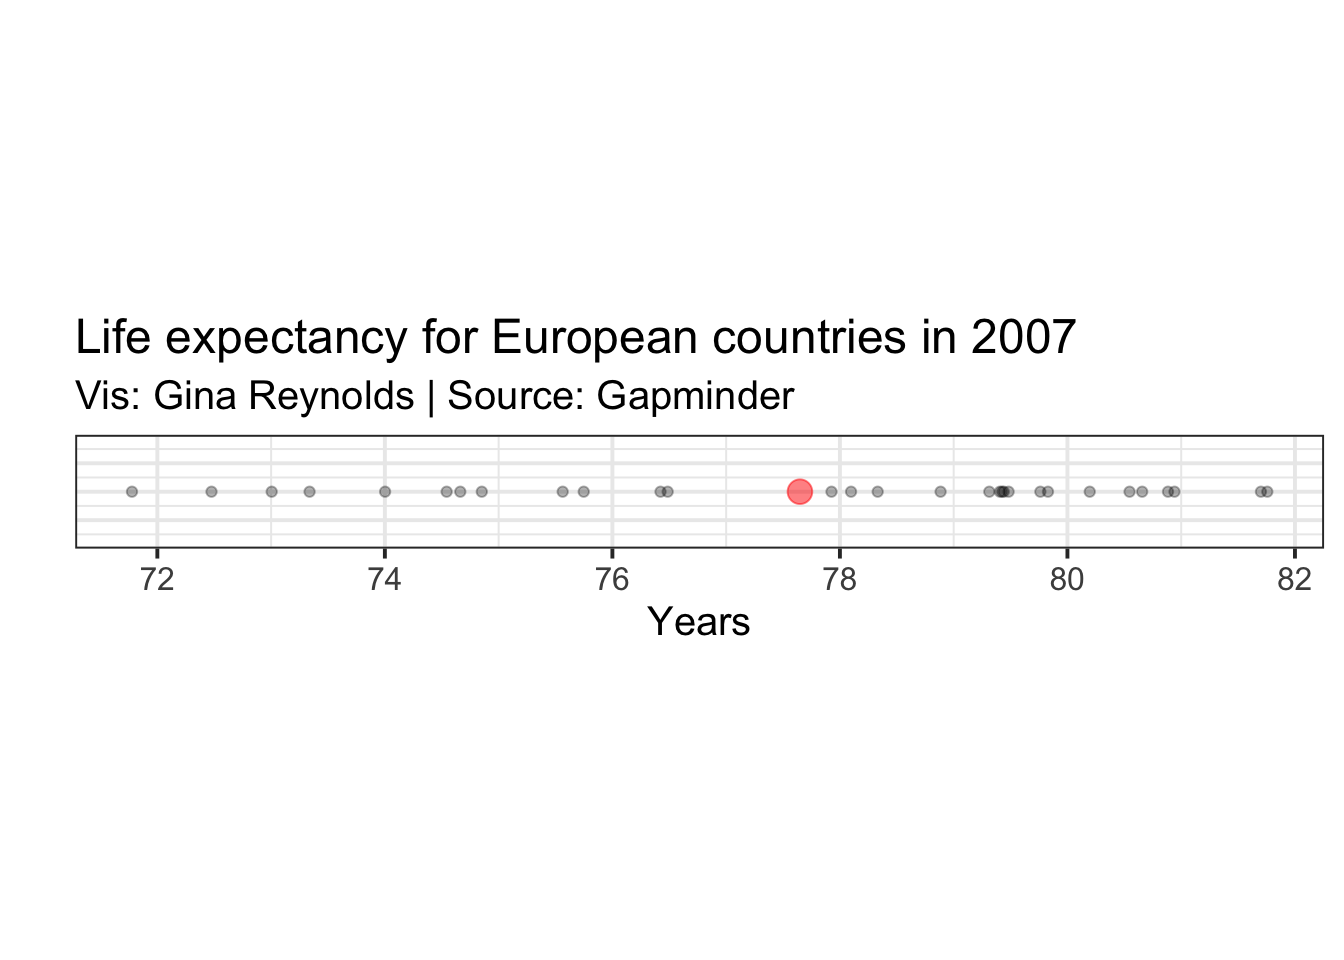 Life expectancy for European countries in 2007
Vis: Gina Reynolds | Source: Gapminder
72 74 76 78 80 82
Years